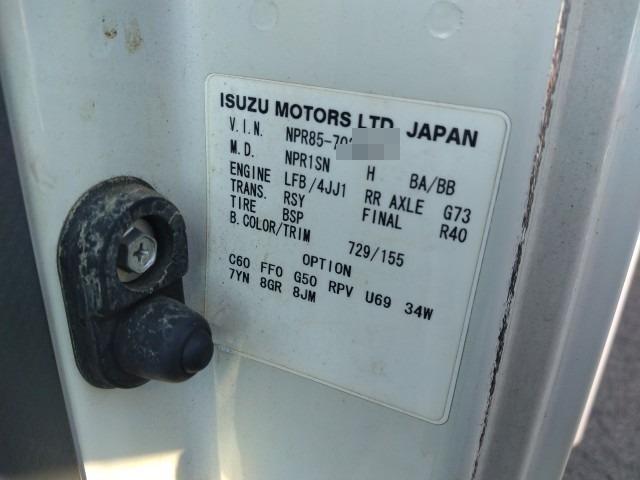 ISUZU MOTORS LTD. JAPAN
V.I.N. NPR85-70
M.D. NPR1SN H BA/BB
ENGINE LFB/4JJ1 RR AXLE G73
TRANS. RSY FINAL R40
TIRE BSP
B.COLOR/TRIM 729/155
OPTION
C60 FFO G50 RPV U69 34W
7YN 8GR 8JM